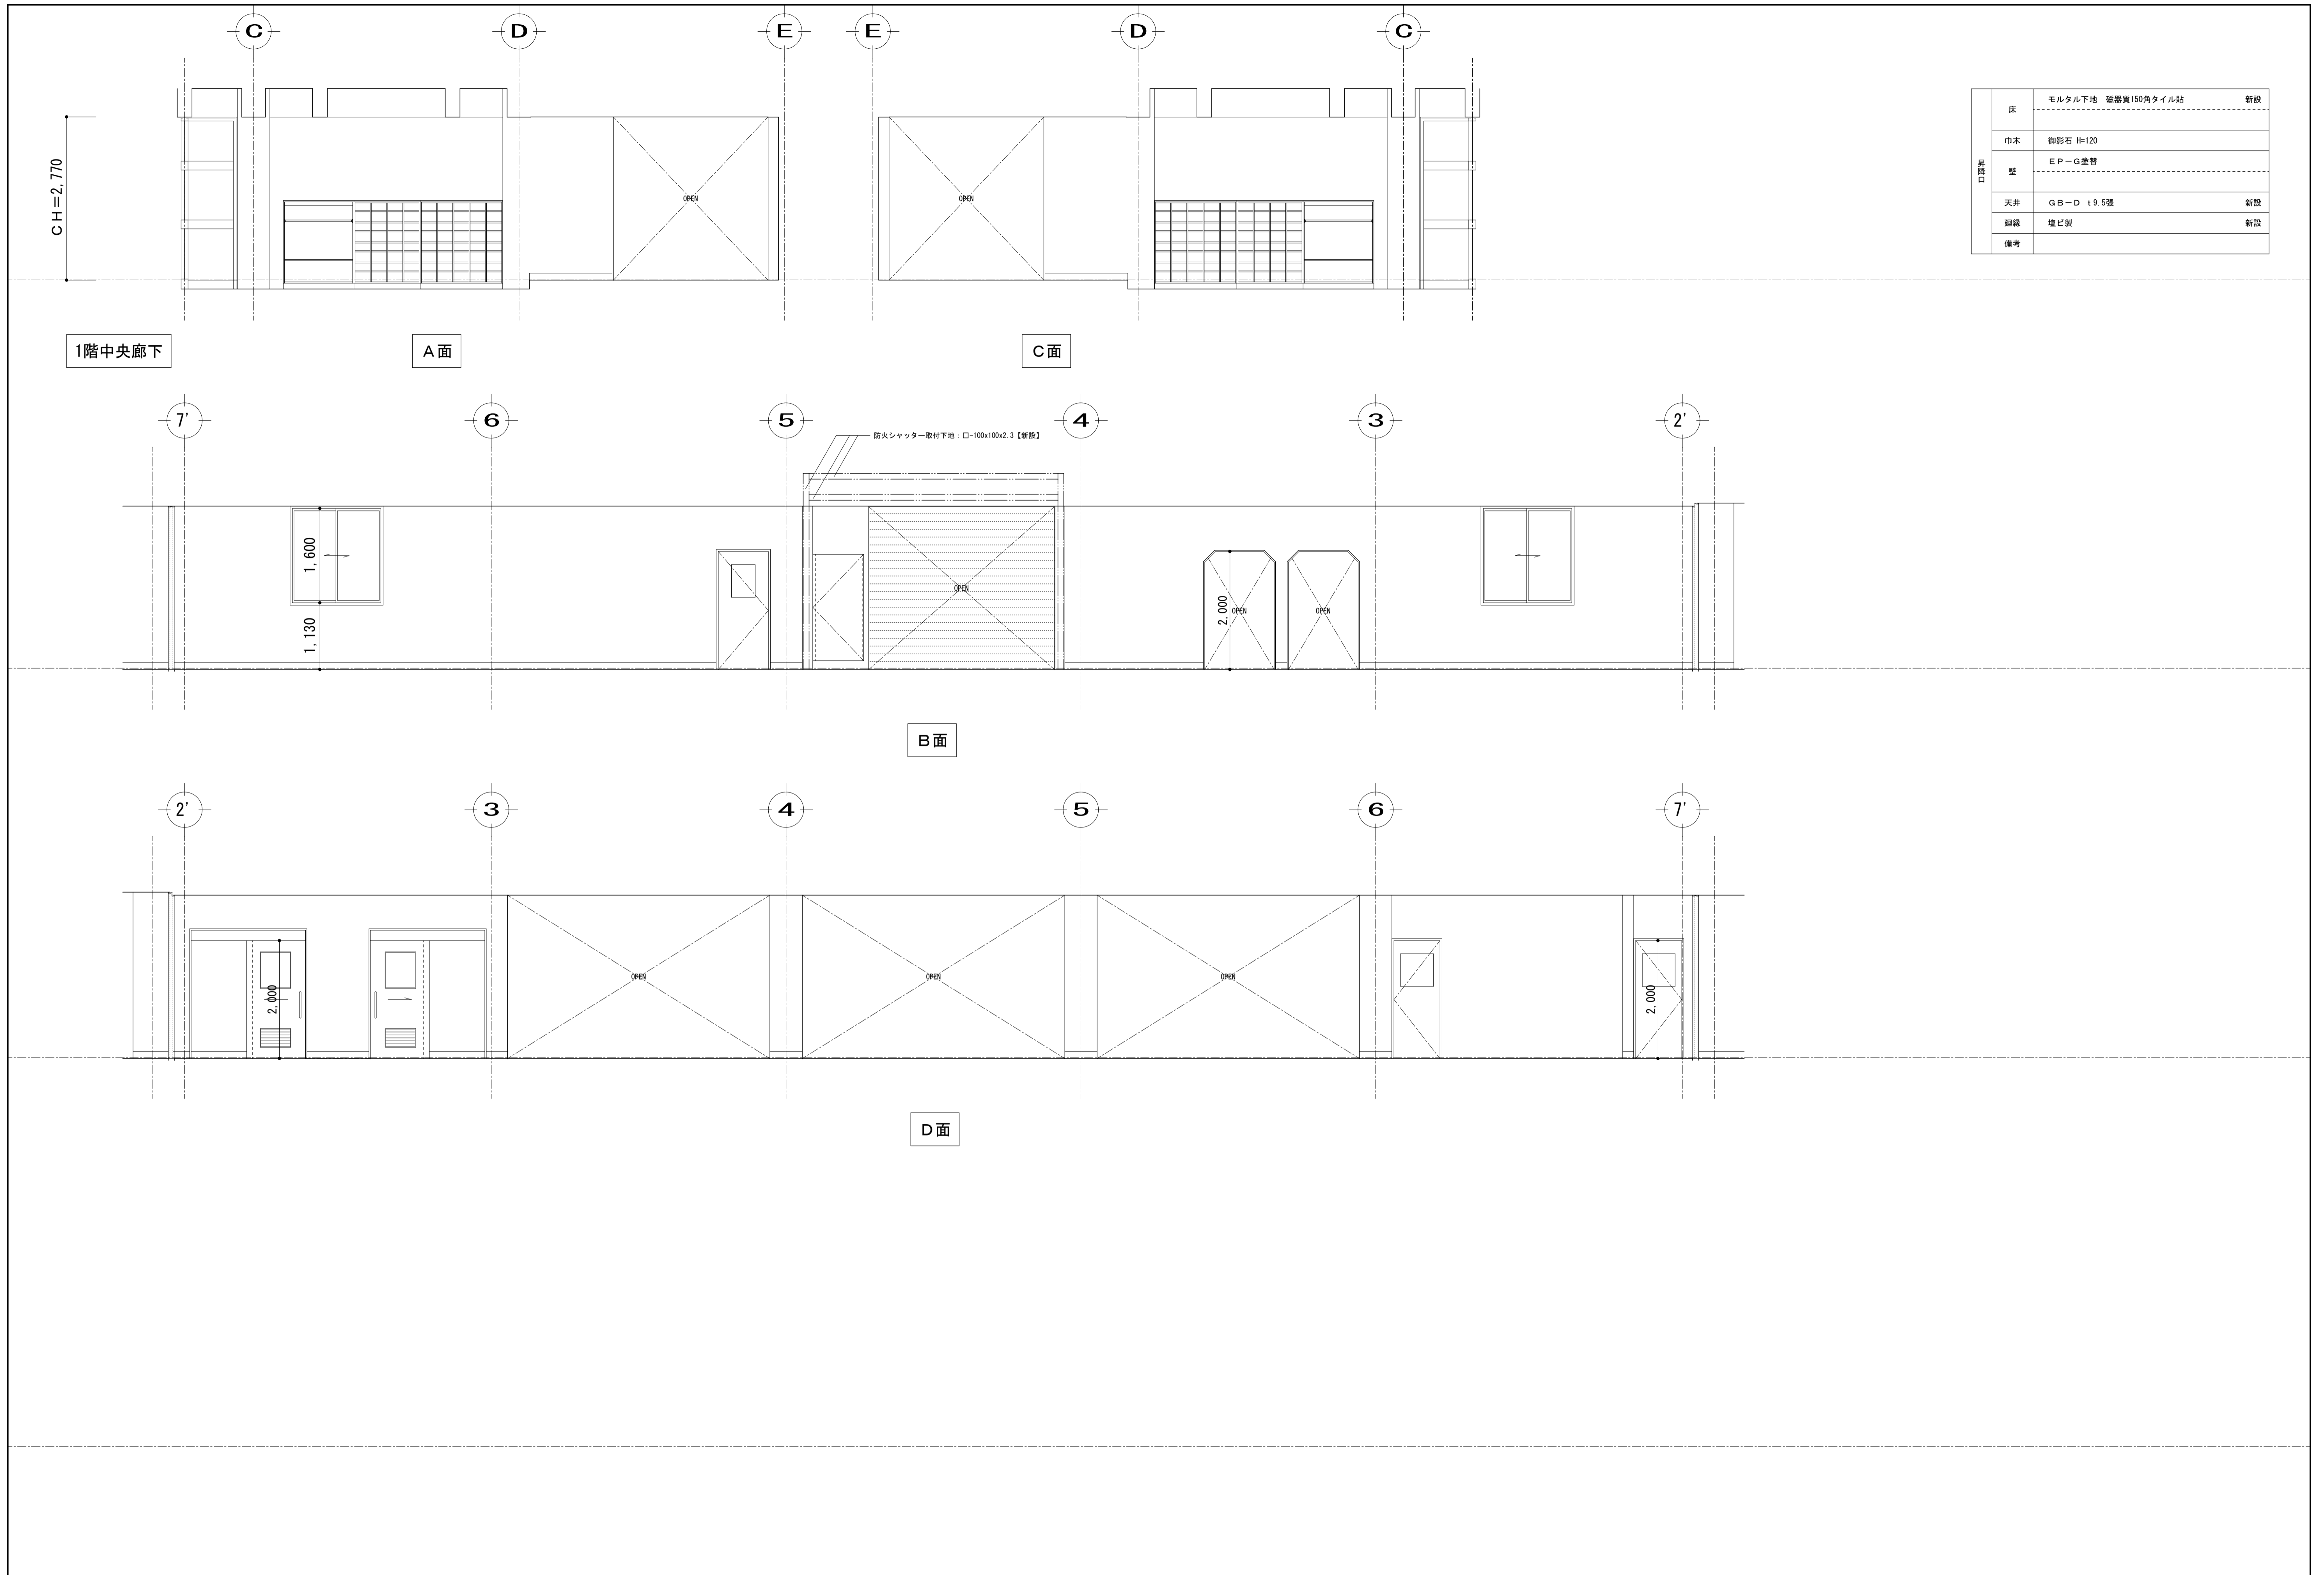 C
D
E
E
D
C
CH=2,770
OPEN
OPEN
昇降口
床
モルタル下地 磁器質150角タイル貼 新設
巾木
御影石 H=120
壁
EP-G塗替
天井
GB-D t9.5張 新設
廻縁
塩ビ製 新設
備考
1階中央廊下
A面
C面
7'
6
5
4
3
2'
防火シャッター取付下地:□-100x100x2.3【新設】
1,600
1,130
OPEN
2,000
OPEN
OPEN
B面
2'
3
4
5
6
7'
2,000
OPEN
OPEN
OPEN
2,000
D面